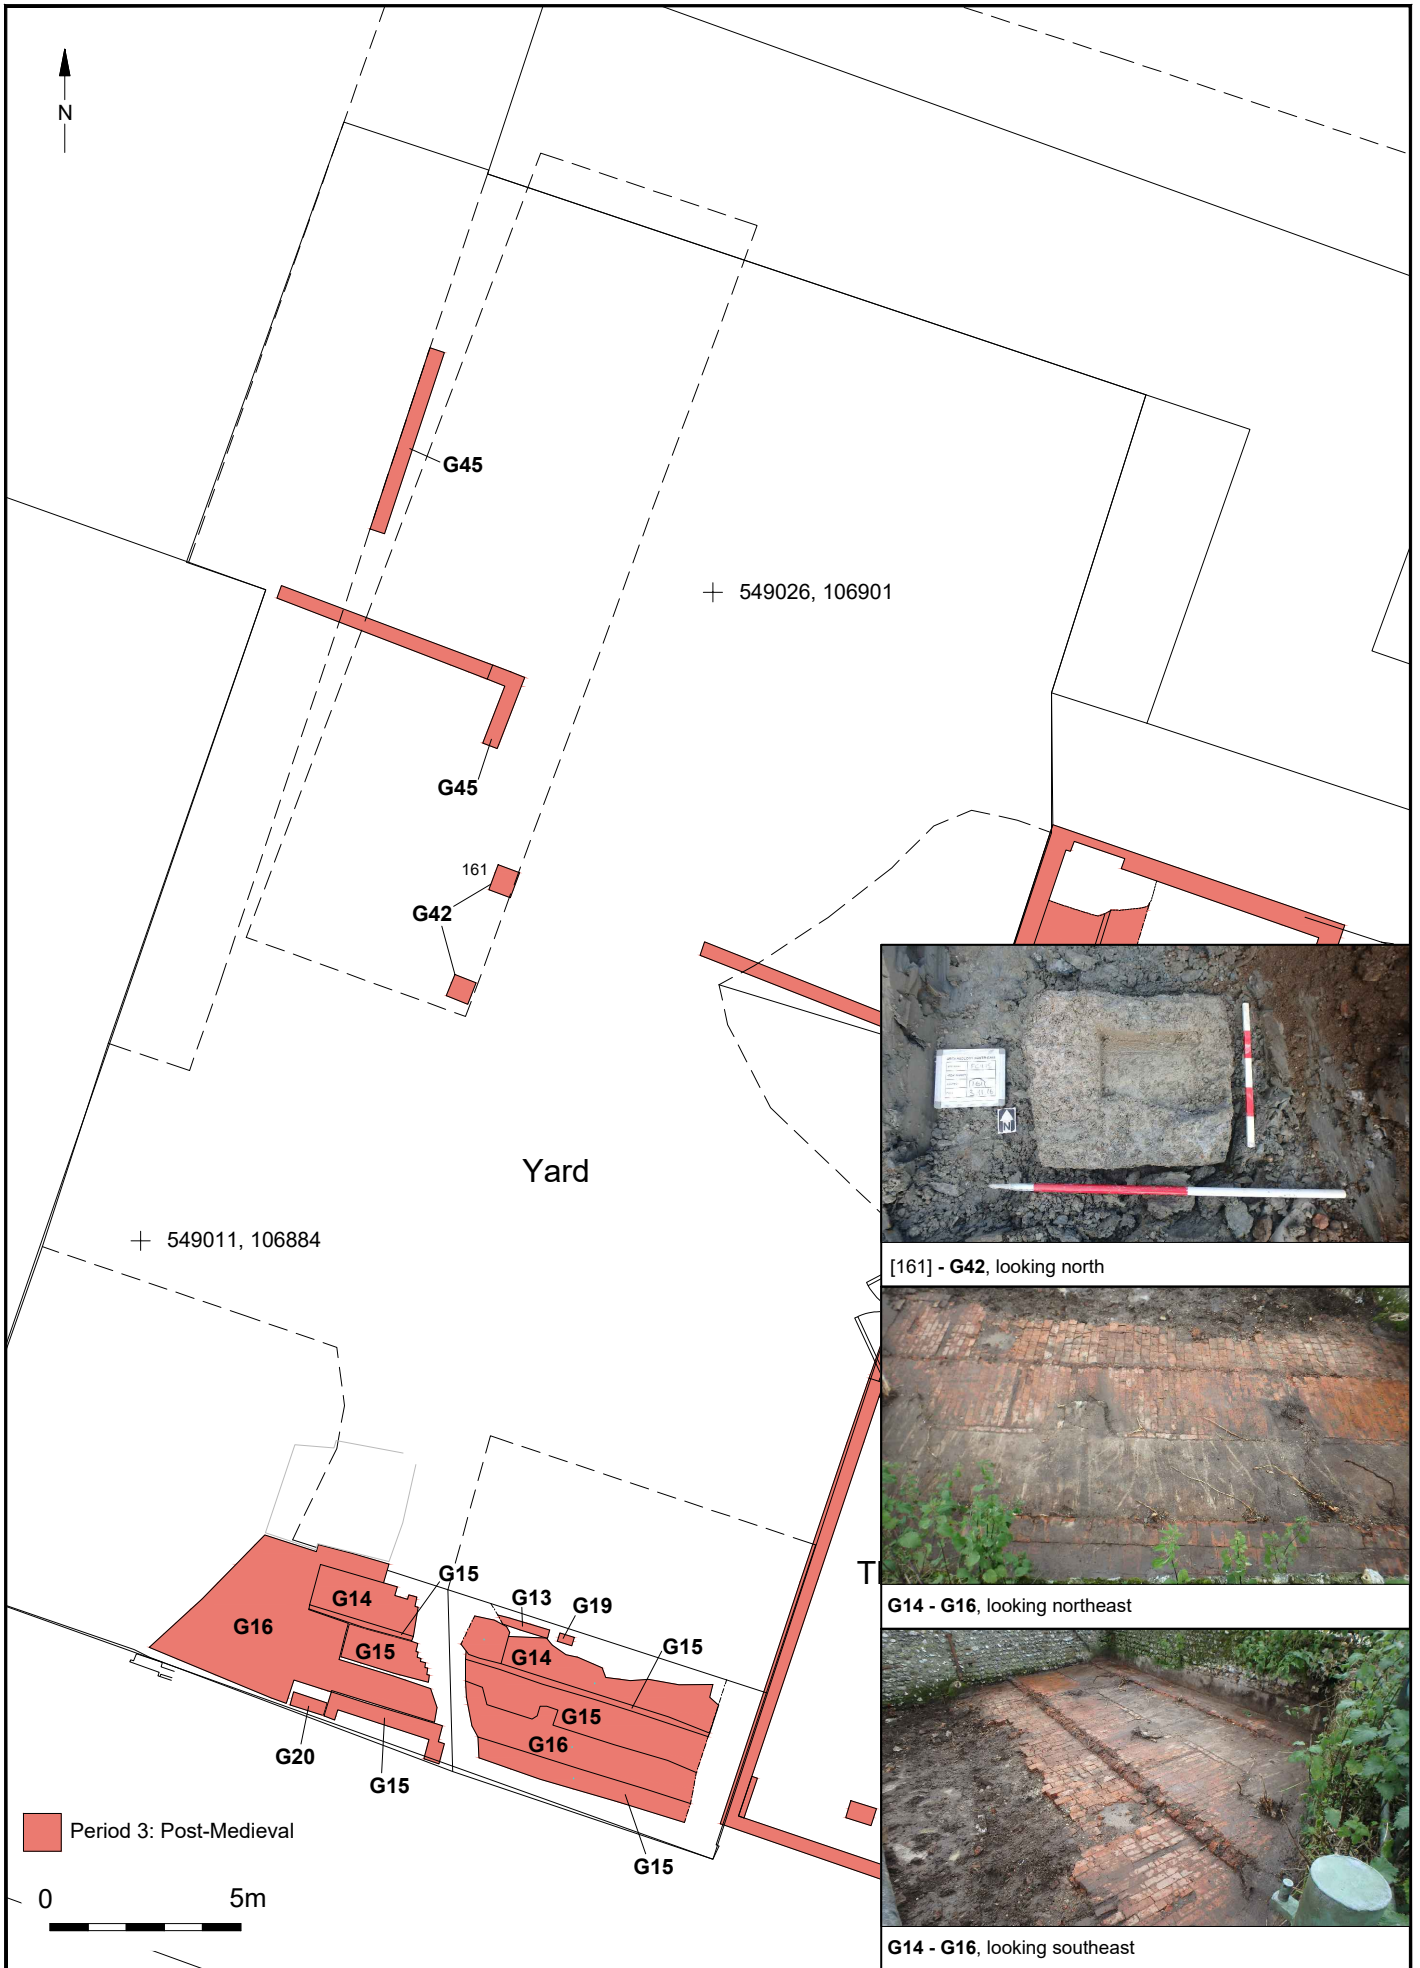 N
G45
549026, 106901
G45
161
G42
Yard
549011, 106884
[161] - G42, looking north
G14 - G16, looking northeast
G15
G14
G13
G19
G16
G15
G14
G15
G15
G16
G20
G15
G15
Period 3: Post-Medieval
0 5m
G14 - G16, looking southeast
N